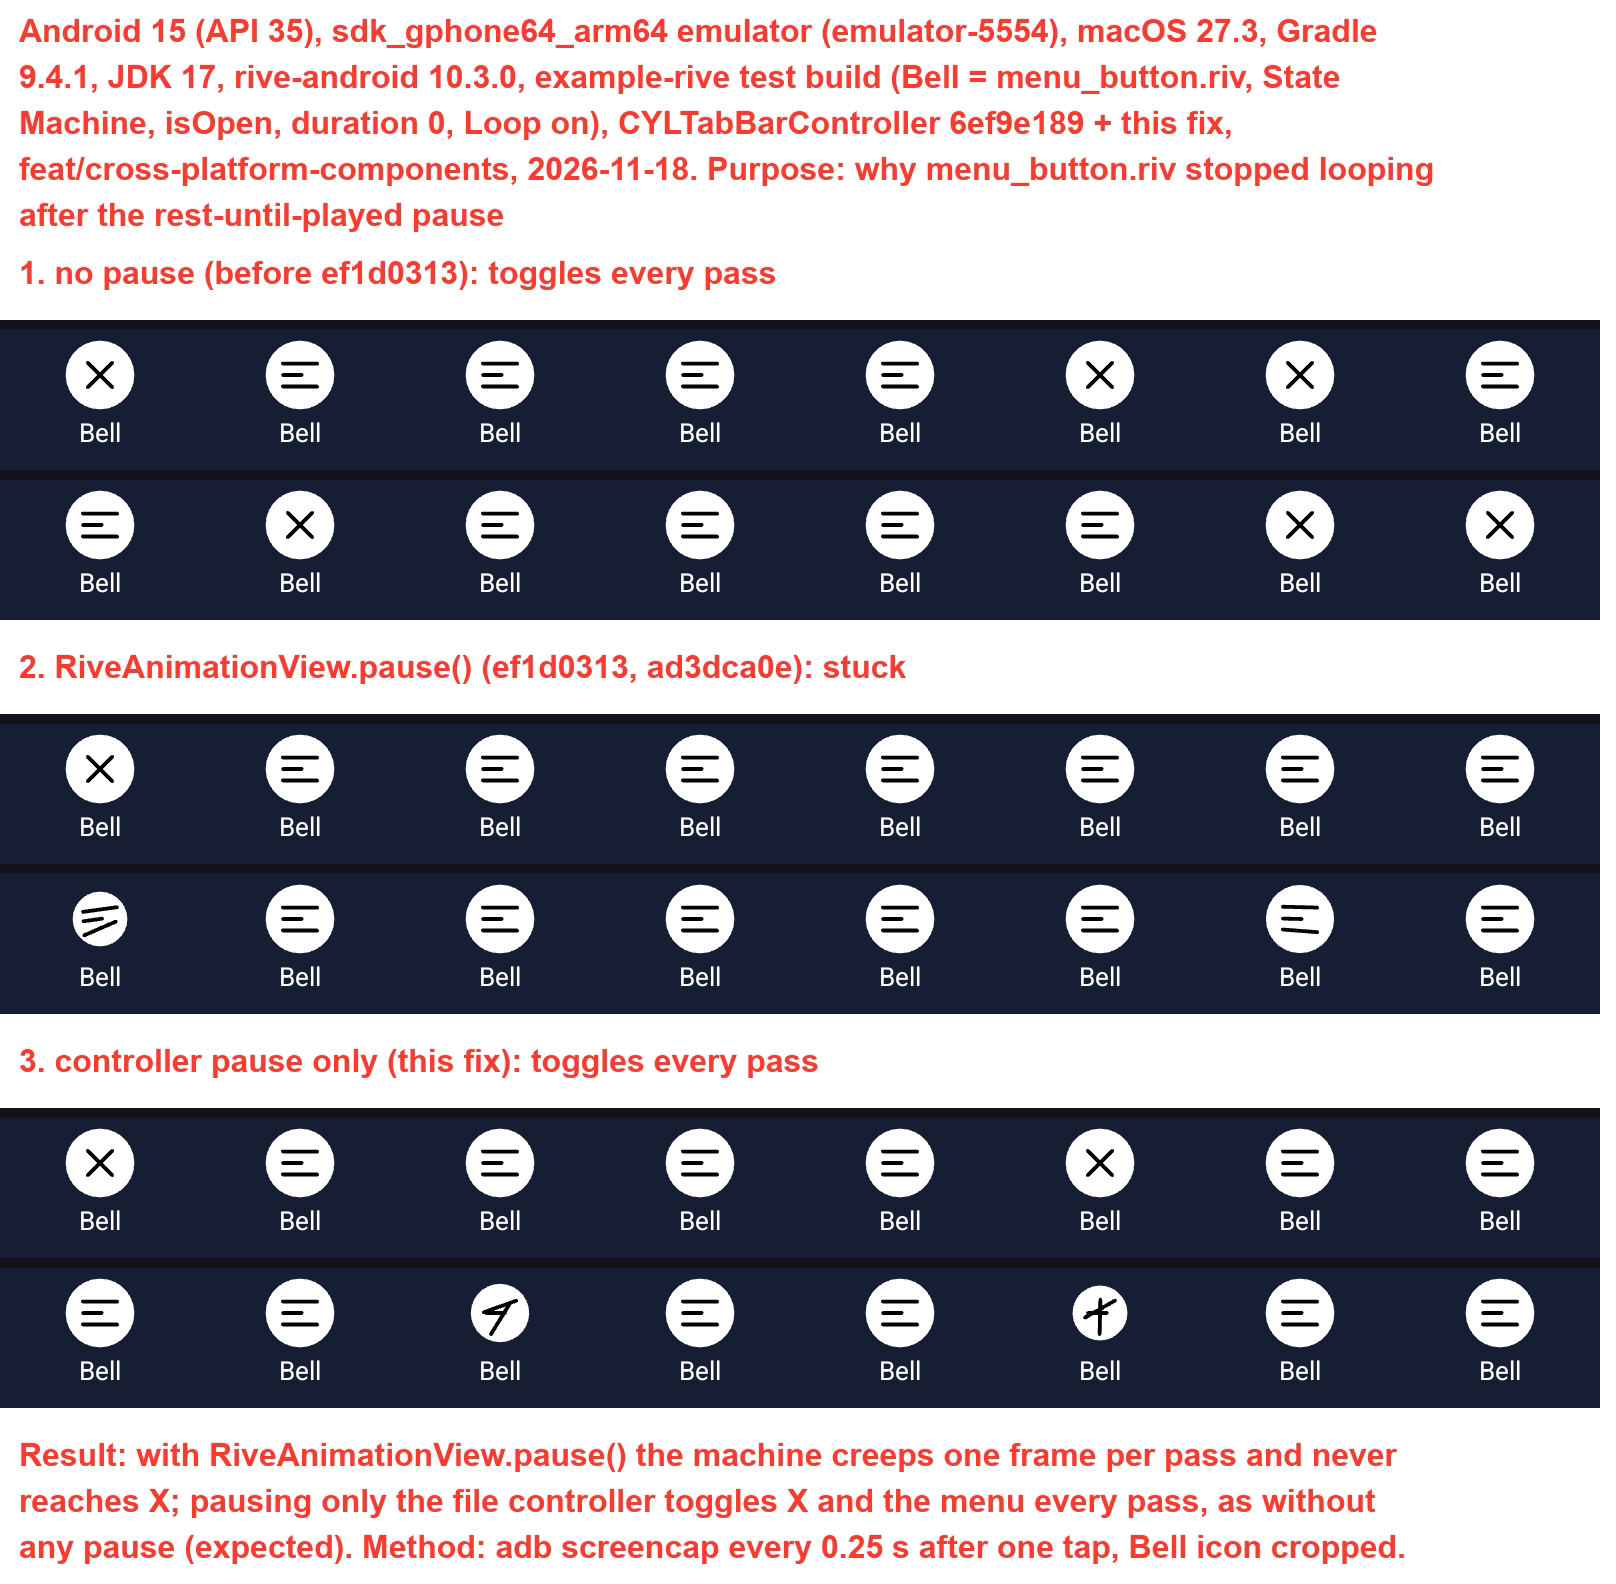 Android 15 (API 35), sdk_gphone64_arm64 emulator (emulator-5554), macOS 27.3, Gradle
9.4.1, JDK 17, rive-android 10.3.0, example-rive test build (Bell = menu_button.riv, State
Machine, isOpen, duration 0, Loop on), CYLTabBarController 6ef9e189 + this fix,
feat/cross-platform-components, 2026-11-18. Purpose: why menu_button.riv stopped looping
after the rest-until-played pause
1. no pause (before ef1d0313): toggles every pass
Bell Bell Bell Bell Bell Bell Bell Bell
Bell Bell Bell Bell Bell Bell Bell Bell
2. RiveAnimationView.pause() (ef1d0313, ad3dca0e): stuck
Bell Bell Bell Bell Bell Bell Bell Bell
Bell Bell Bell Bell Bell Bell Bell Bell
3. controller pause only (this fix): toggles every pass
Bell Bell Bell Bell Bell Bell Bell Bell
Bell Bell Bell Bell Bell Bell Bell Bell
Result: with RiveAnimationView.pause() the machine creeps one frame per pass and never
reaches X; pausing only the file controller toggles X and the menu every pass, as without
any pause (expected). Method: adb screencap every 0.25 s after one tap, Bell icon cropped.